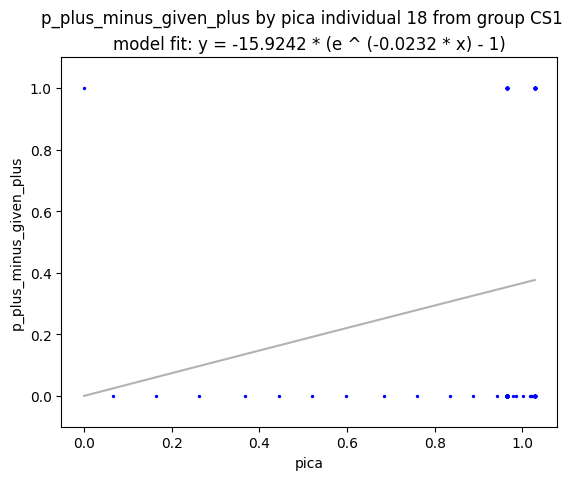 p_plus_minus_given_plus by pica individual 18 from group CS1
model fit: y = -15.9242 * (e ^ (-0.0232 * x) - 1)
p_plus_minus_given_plus
1.0
0.8
0.6
0.4
0.2
0.0
0.0 0.2 0.4 0.6 0.8 1.0
pica